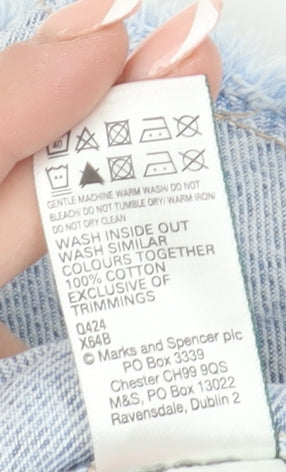 40
GENTLE MACHINE WARM WASH/ DO NOT
BLEACH/ DO NOT TUMBLE DRY/ WARM IRON/
DO NOT DRY CLEAN
WASH INSIDE OUT
WASH SIMILAR
COLOURS TOGETHER
100% COTTON
EXCLUSIVE OF
TRIMMINGS
Q424
X64B
© Marks and Spencer plc
PO Box 3339
Chester CH99 9QS
M&S, PO Box 13022
Ravensdale, Dublin 2